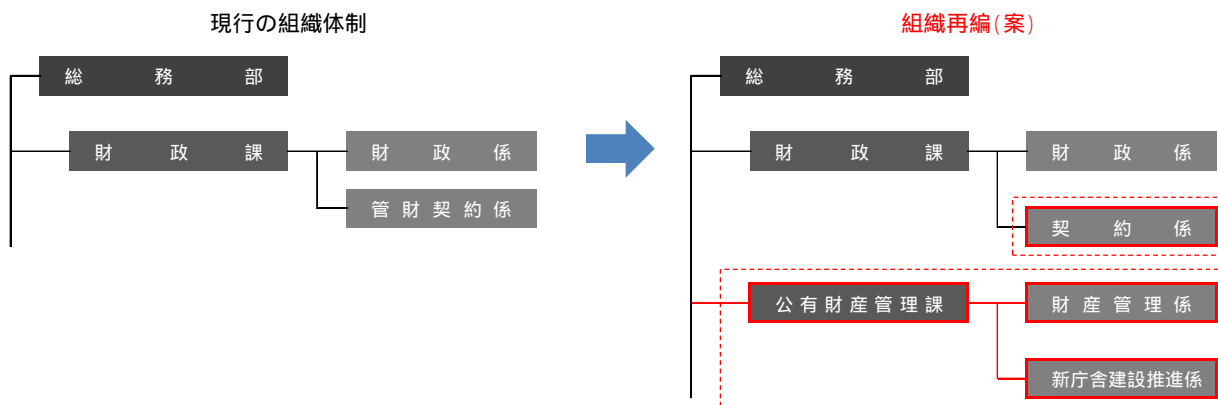 現行の組織体制
総務部
財政課
財政係
管財契約係
組織再編(案)
総務部
財政課
財政係
契約係
公有財産管理課
財産管理係
新庁舎建設推進係